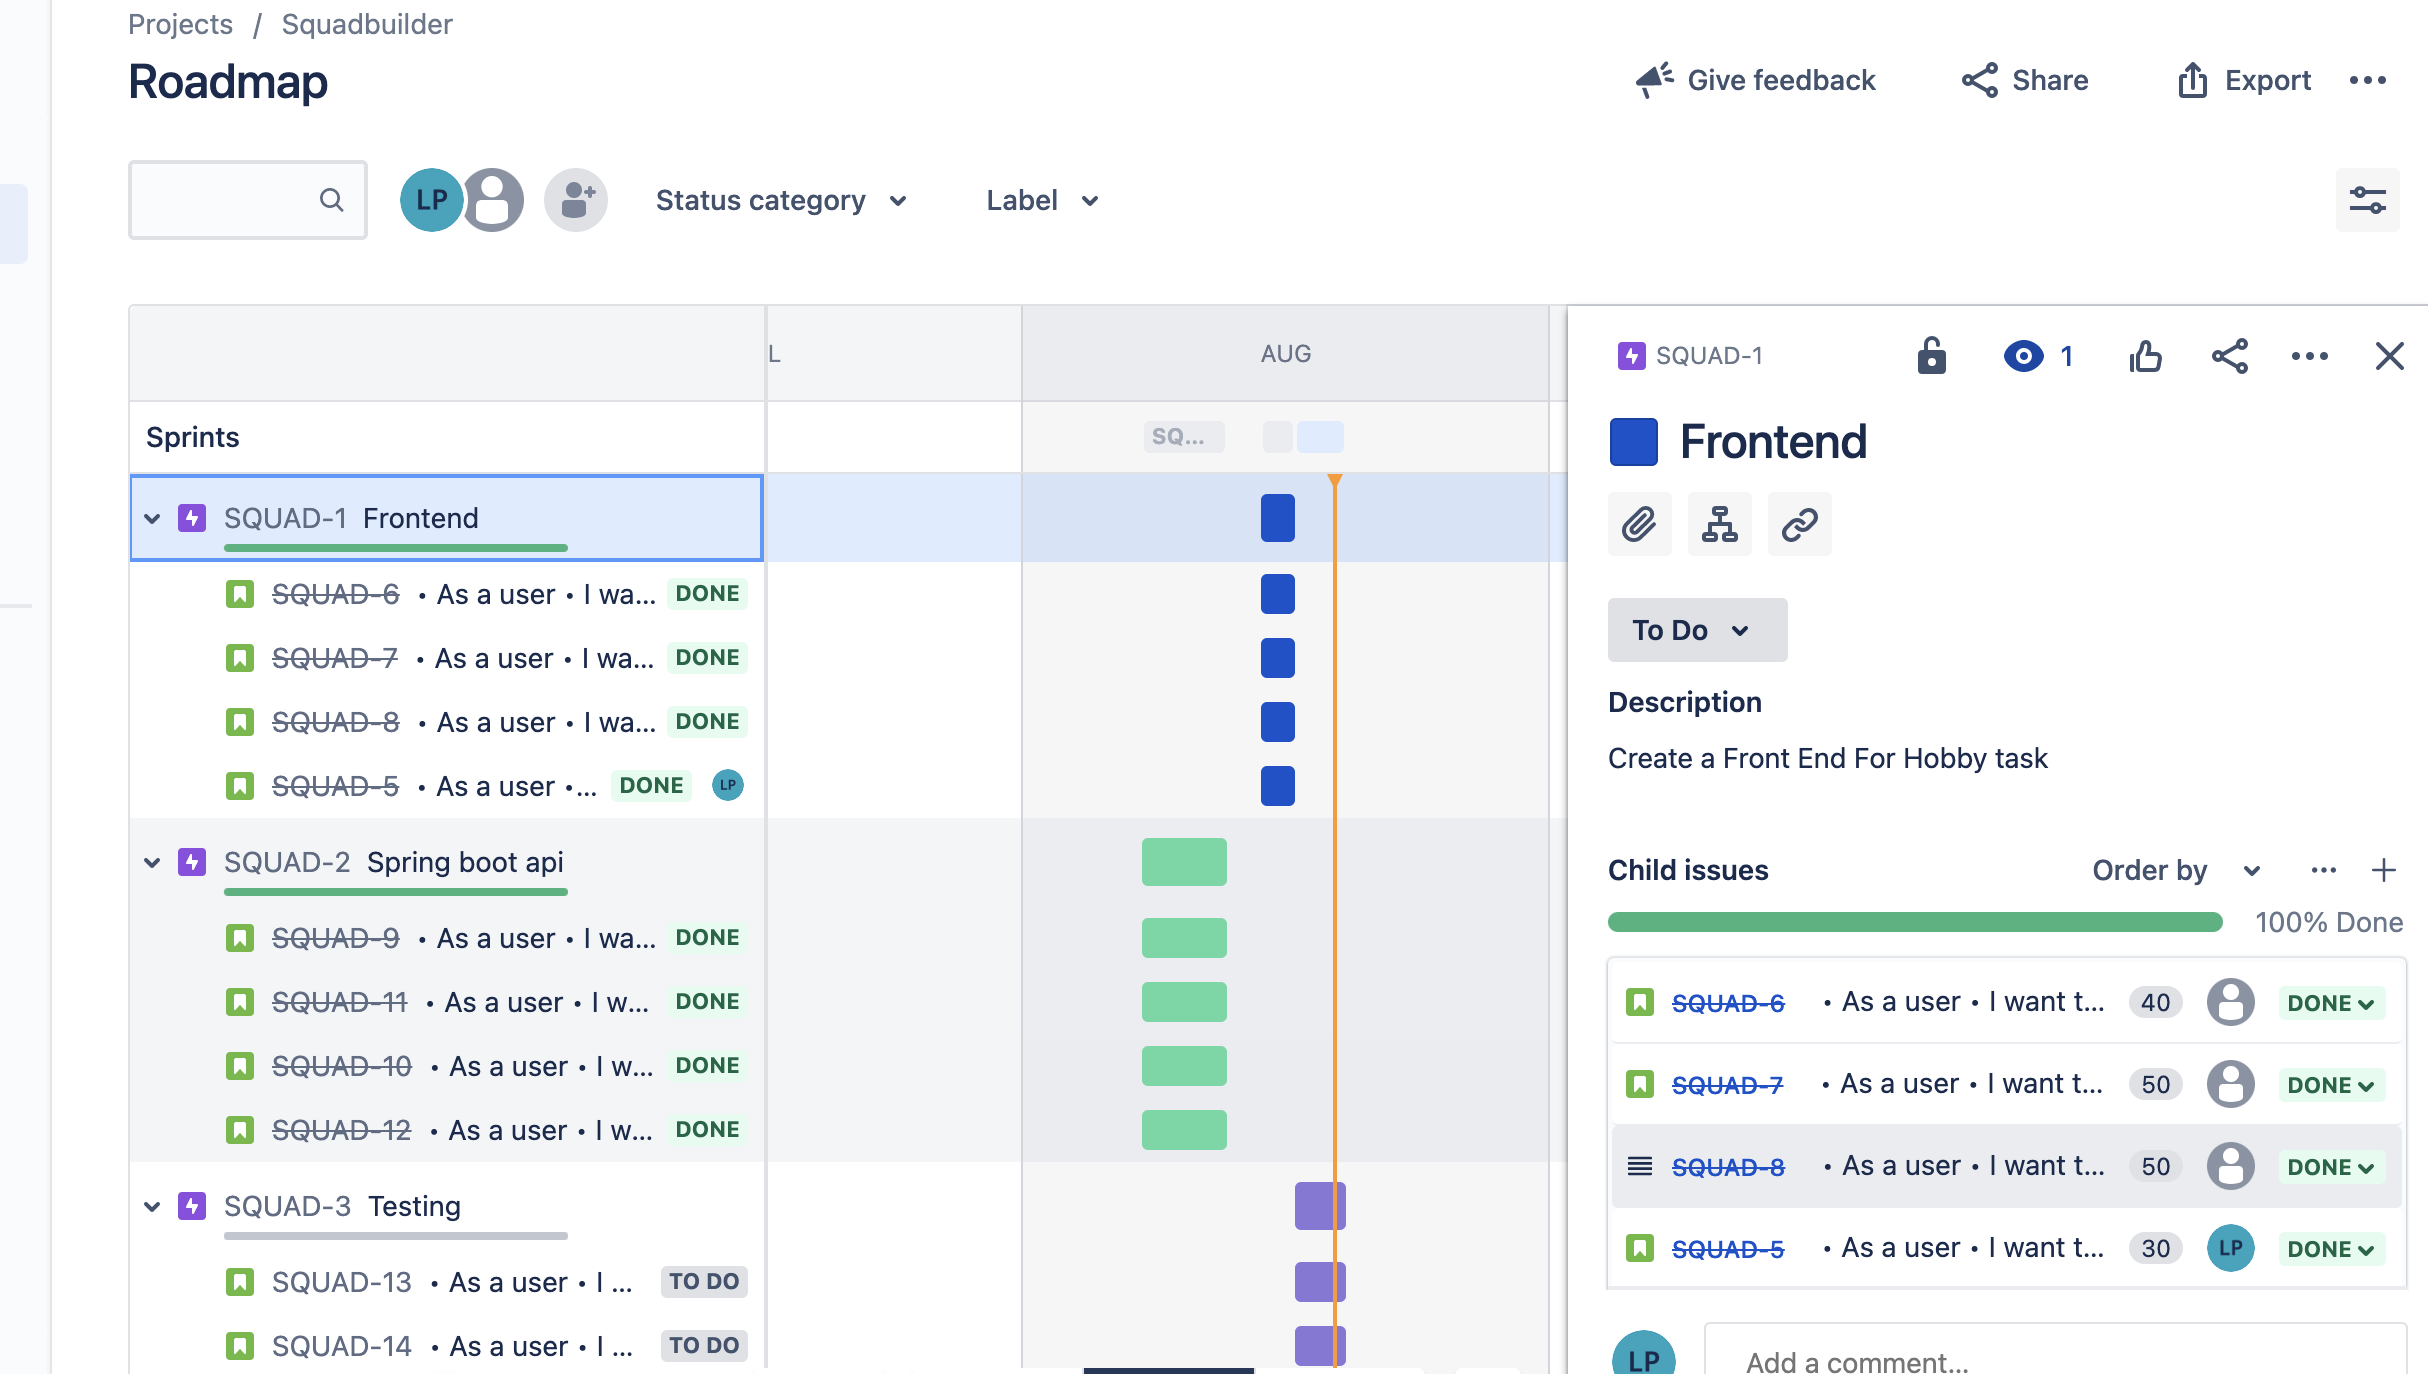 Projects / Squadbuilder
Roadmap
Give feedback
Share
Export
LP
Status category
Label
L
AUG
Sprints
SQ...
SQUAD-1 Frontend
SQUAD-6 • As a user • I wa... DONE
SQUAD-7 • As a user • I wa... DONE
SQUAD-8 • As a user • I wa... DONE
SQUAD-5 • As a user •... DONE LP
SQUAD-2 Spring boot api
SQUAD-9 • As a user • I wa... DONE
SQUAD-11 • As a user • I w... DONE
SQUAD-10 • As a user • I w... DONE
SQUAD-12 • As a user • I w... DONE
SQUAD-3 Testing
SQUAD-13 • As a user • I ... TO DO
SQUAD-14 • As a user • I ... TO DO
SQUAD-1
1
Frontend
To Do
Description
Create a Front End For Hobby task
Child issues
Order by
100% Done
SQUAD-6 • As a user • I want t... 40 DONE
SQUAD-7 • As a user • I want t... 50 DONE
SQUAD-8 • As a user • I want t... 50 DONE
SQUAD-5 • As a user • I want t... 30 LP DONE
LP
Add a comment...